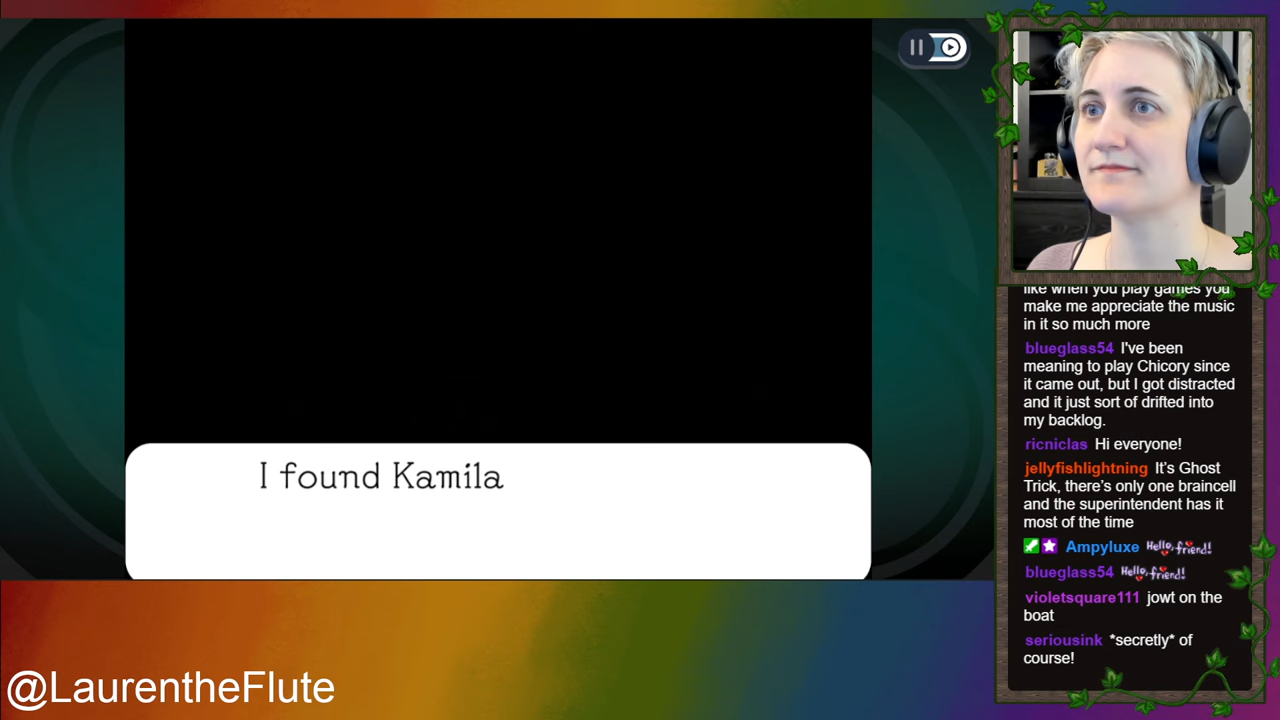 I found Kamila
like when you play games you
make me appreciate the music
in it so much more
blueglass54 I've been
meaning to play Chicory since
it came out, but I got distracted
and it just sort of drifted into
my backlog.
ricniclas Hi everyone!
jellyfishlightning It's Ghost
Trick, there's only one braincell
and the superintendent has it
most of the time
Ampyluxe Hello, friend!
blueglass54 Hello, friend!
violetsquare111 jowt on the
boat
seriousink *secretly* of
course!
@LaurentheFlute